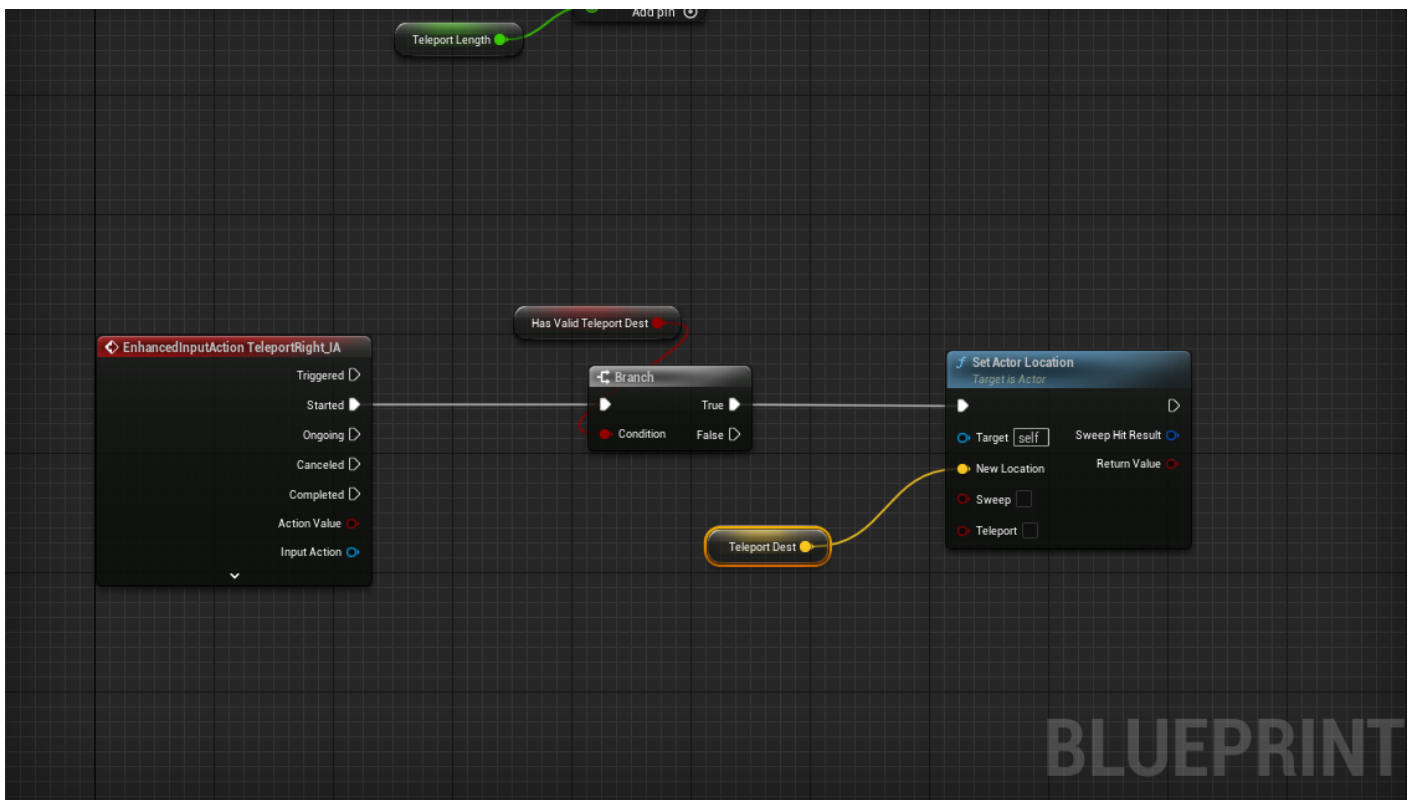 Add pin
Teleport Length
Has Valid Teleport Dest
EnhancedInputAction TeleportRight_IA
Triggered
Started
Ongoing
Canceled
Completed
Action Value
Input Action
Branch
True
Condition
False
Set Actor Location
Target is Actor
Target self
Sweep Hit Result
New Location
Return Value
Sweep
Teleport
Teleport Dest
BLUEPRINT